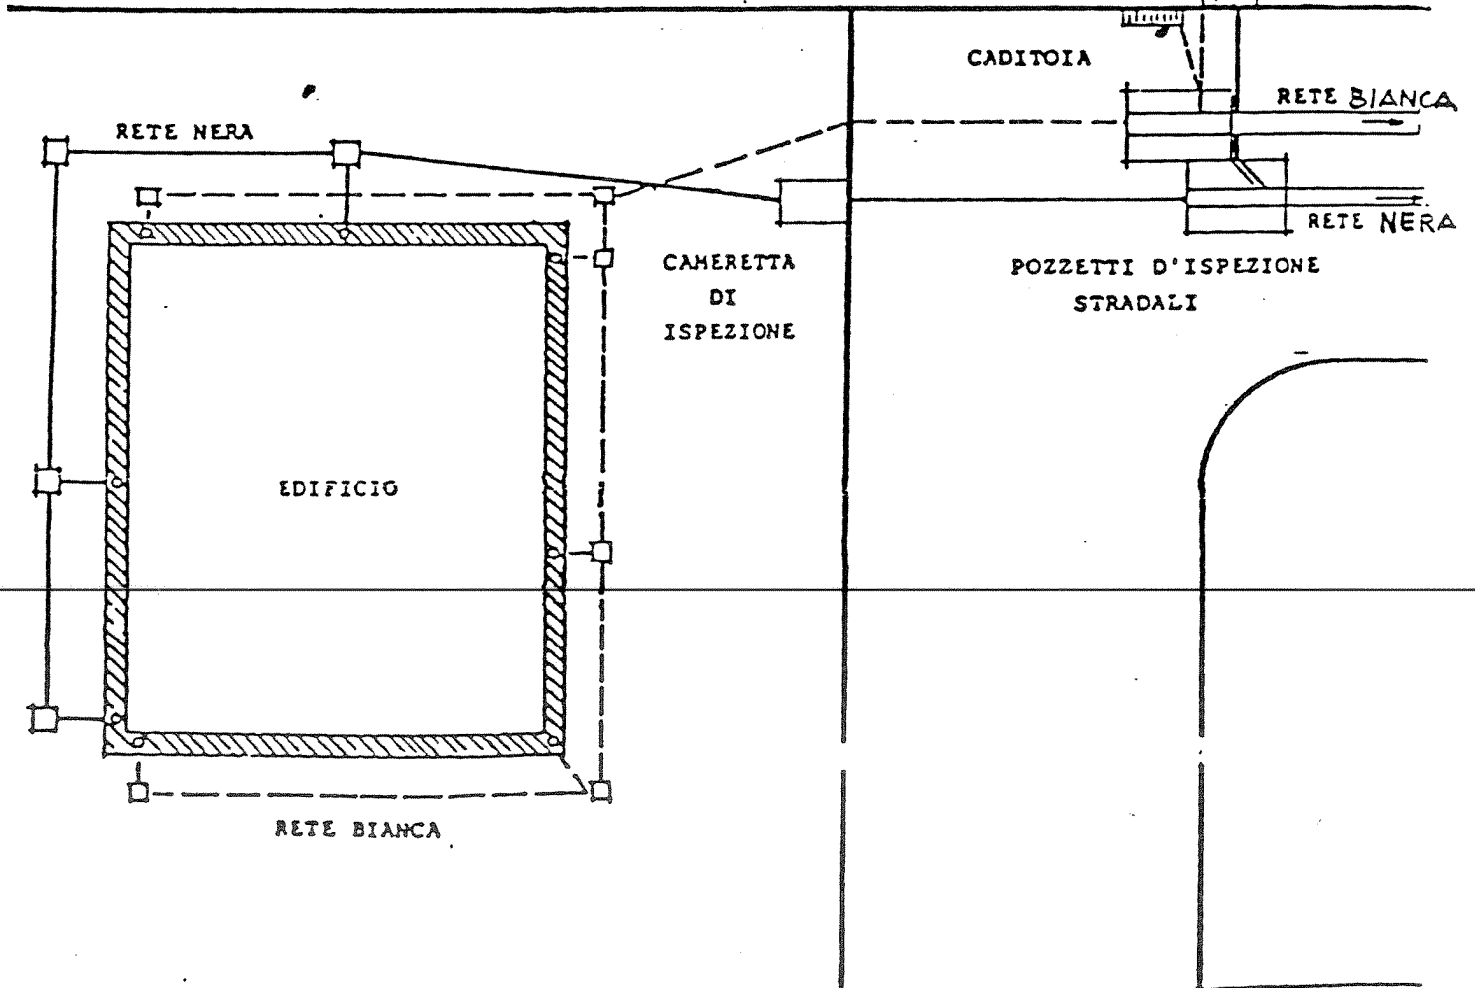 CADITOIA
RETE BIANCA
RETE NERA
RETE NERA
CAMERETTA
DI
ISPEZIONE
POZZETTI D'ISPEZIONE
STRADALI
EDIFICIO
RETE BIANCA